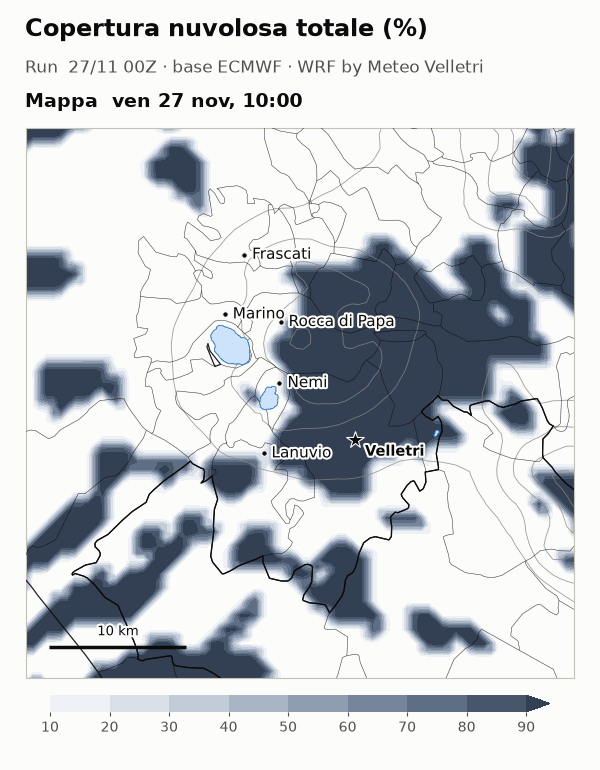 Copertura nuvolosa totale (%)
Run 27/11 00Z · base ECMWF · WRF by Meteo Velletri
Mappa ven 27 nov, 10:00
Frascati
Marino
Rocca di Papa
Nemi
Velletri
Lanuvio
10 km
10 20 30 40 50 60 70 80 90